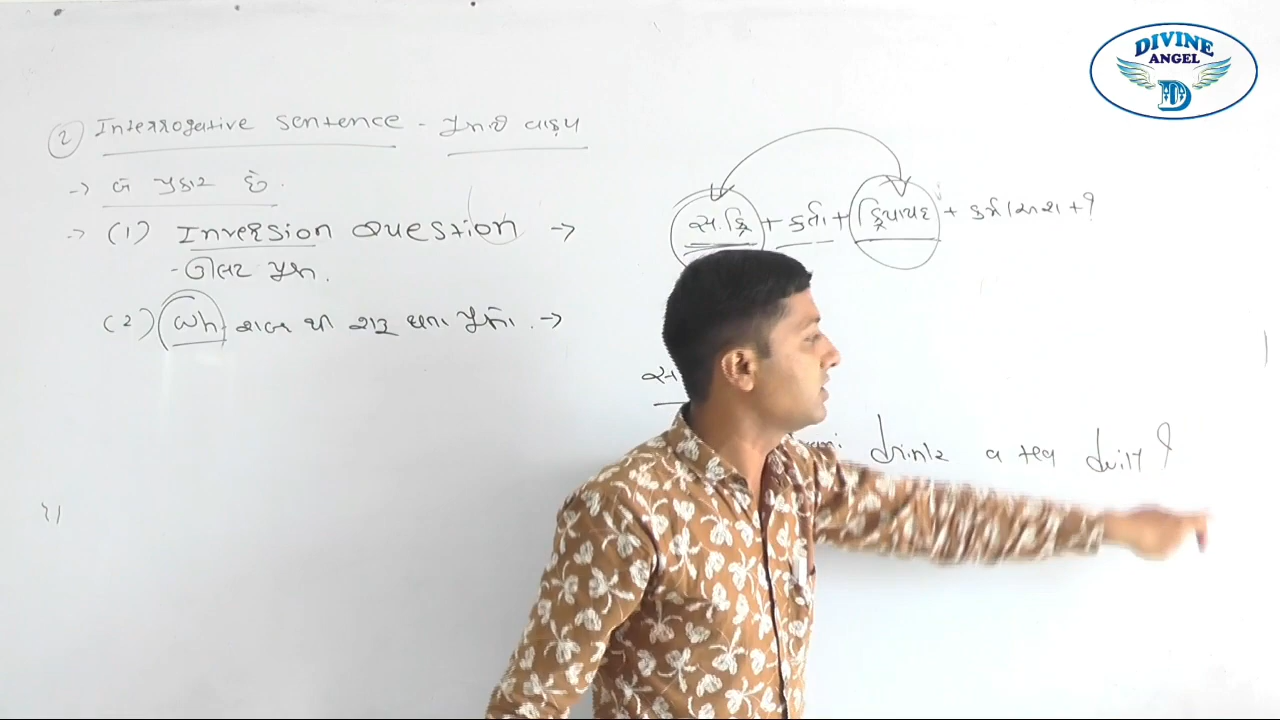 DIVINE
ANGEL
D
(2) Interrogative sentence - પ્રશ્નાર્થ વાક્ય
-> બે પ્રકાર છે.
-> (1) Inversion Question ->
સ.ક્રિ + કર્તા + ક્રિયાપદ + કર્મ / અન્ય + ?
- ઊલટ પ્રશ્ન.
(2) Wh શબ્દ થી શરૂ થતા પ્રશ્નો. ->
drink a tea daily ?